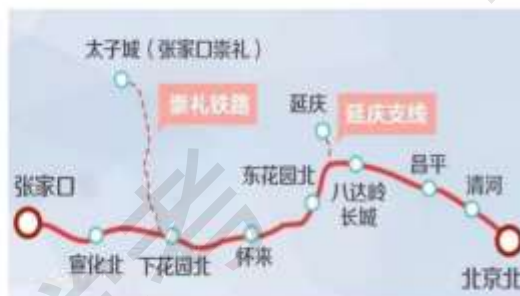 太子城（张家口崇礼）
崇礼铁路
延庆
延庆支线
张家口
东花园北
八达岭
长城
昌平
清河
宣化北
下花园北
怀来
北京北